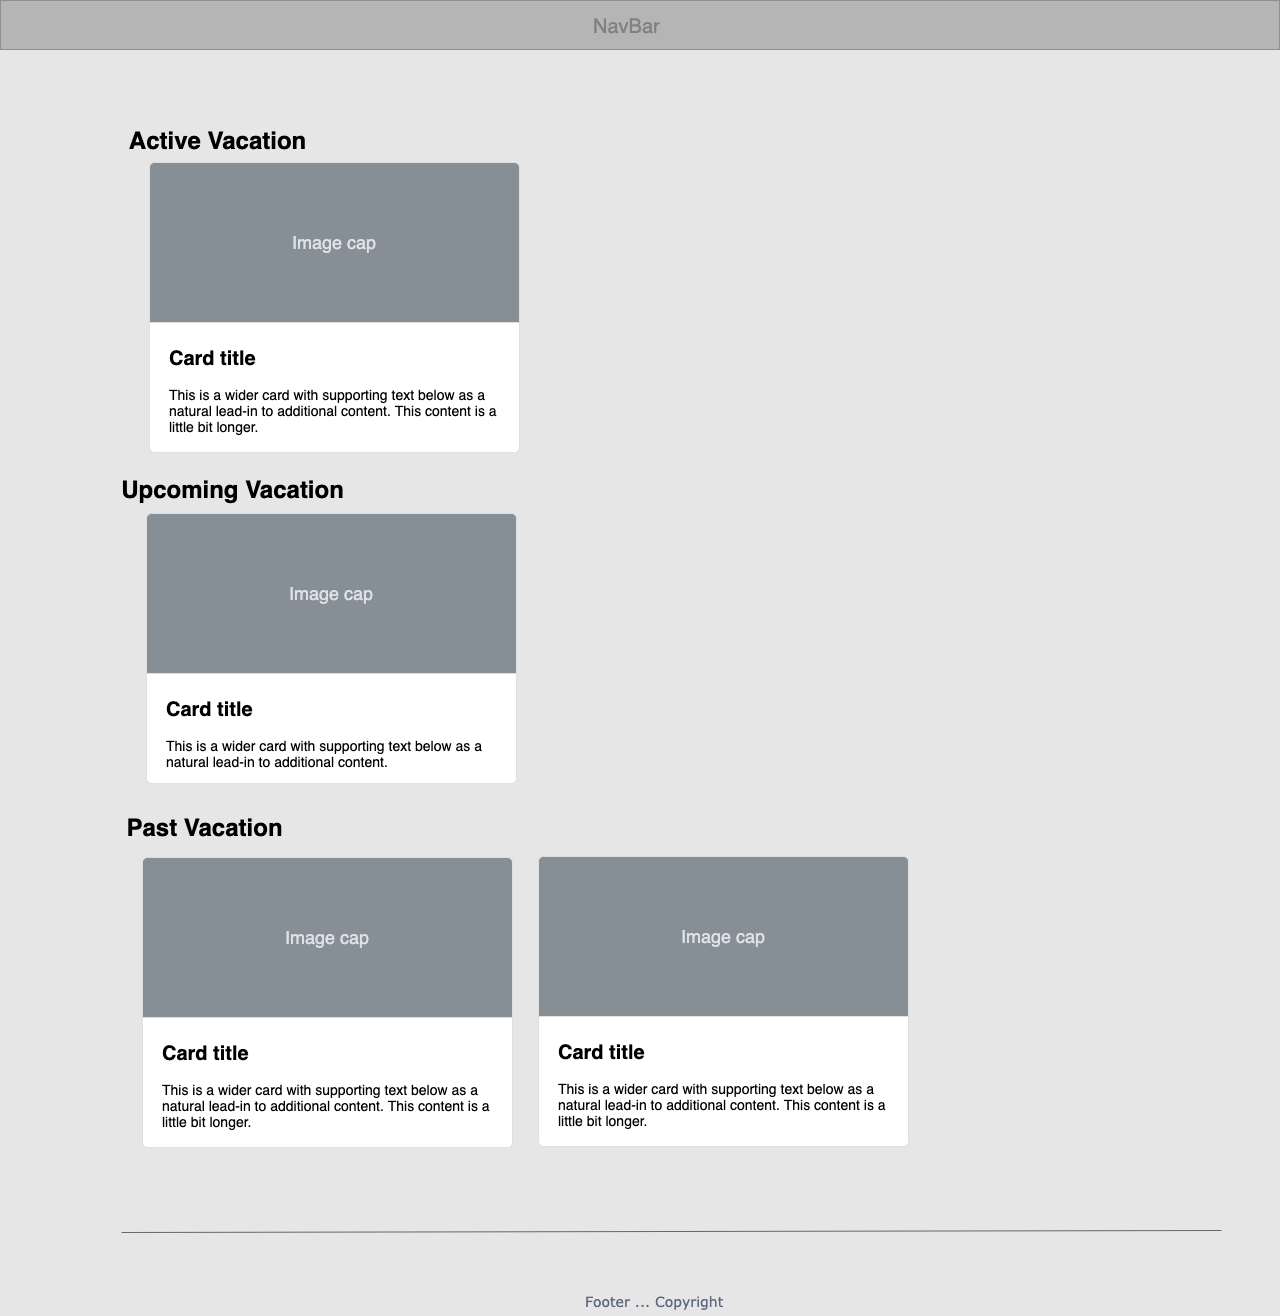 NavBar
Active Vacation
Image cap
Card title
This is a wider card with supporting text below as a
natural lead-in to additional content. This content is a
little bit longer.
Upcoming Vacation
Image cap
Card title
This is a wider card with supporting text below as a
natural lead-in to additional content.
Past Vacation
Image cap
Card title
This is a wider card with supporting text below as a
natural lead-in to additional content. This content is a
little bit longer.
Image cap
Card title
This is a wider card with supporting text below as a
natural lead-in to additional content. This content is a
little bit longer.
Footer ... Copyright